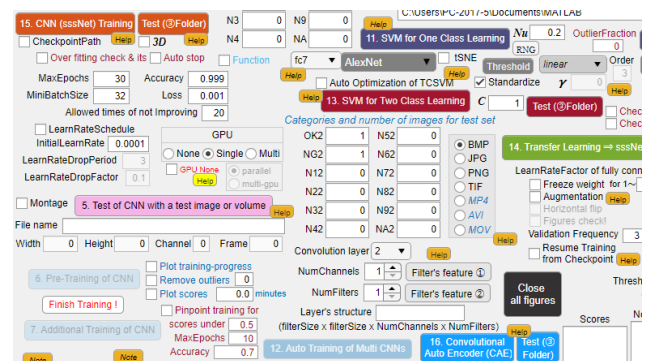 C:\Users\PC-2017-5\Documents\MATLAB
15. CNN (sssNet) Training Test (③Folder) N3 0 N9 0 Help
CheckpointPath Help 3D Help N4 0 NA 0 11. SVM for One Class Learning Nu 0.2 OutlierFraction
RNG 0
Over fitting check & its Auto stop Function fc7 AlexNet tSNE Threshold linear Order
Help Help 3
MaxEpochs 30 Accuracy 0.999 Auto Optimization of TCSVM Standardize γ 0
MiniBatchSize 32 Loss 0.001 Help 13. SVM for Two Class Learning C 1 Test (③Folder) Chec
Allowed times of not Improving 20 Chec
Categories and number of images for test set
LearnRateSchedule GPU OK2 1 N52 0 BMP 14. Transfer Learning ⇒ sssNe
InitialLearnRate 0.0001 None Single Multi NG2 1 N62 0 JPG
LearnRateDropPeriod 3 GPU None parallel N12 0 N72 0 PNG LearnRateFactor of fully conn
LearnRateDropFactor 0.1 Help multi-gpu N22 0 N82 0 TIF Freeze weight for 1～
Montage 5. Test of CNN with a test image or volume Help N32 0 N92 0 MP4 Augmentation Help
AVI Horizontal flip
File name N42 0 NA2 0 MOV Figures check!
Width 0 Height 0 Channel 0 Frame 0 Help Validation Frequency 3
Convolution layer 2 Help Resume Training
from Checkpoint Help
6. Pre-Training of CNN Plot training-progress NumChannels 1 Filter's feature ①
Remove outliers 0 Close
all figures Thresh
Finish Training ! Plot scores 0.0 minutes NumFilters 1 Filter's feature ②
Pinpoint training for Layer's structure Scores
7. Additional Training of CNN scores under 0.5 (filterSize x filterSize x NumChannels x NumFilters) Help
MaxEpochs 10 12. Auto Training of Multi CNNs 16. Convolutional
Auto Encoder (CAE) Test (③
Folder)
Note Note Accuracy 0.7